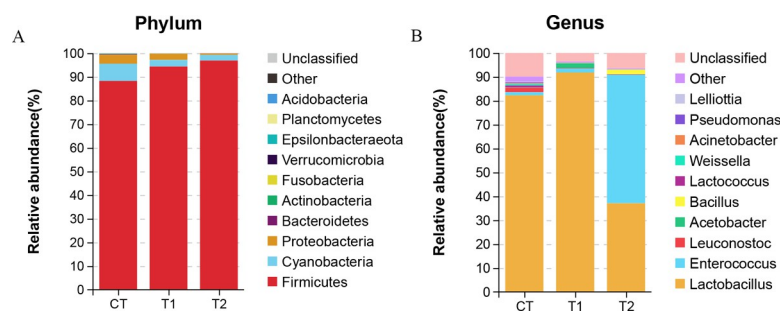 A
Phylum
Relative abundance(%)
100
90
80
70
60
50
40
30
20
10
0
CT
T1
T2
Unclassified
Other
Acidobacteria
Planctomycetes
Epsilonbacteraeota
Verrucomicrobia
Fusobacteria
Actinobacteria
Bacteroidetes
Proteobacteria
Cyanobacteria
Firmicutes
B
Genus
Relative abundance(%)
100
90
80
70
60
50
40
30
20
10
0
CT
T1
T2
Unclassified
Other
Lelliottia
Pseudomonas
Acinetobacter
Weissella
Lactococcus
Bacillus
Acetobacter
Leuconostoc
Enterococcus
Lactobacillus